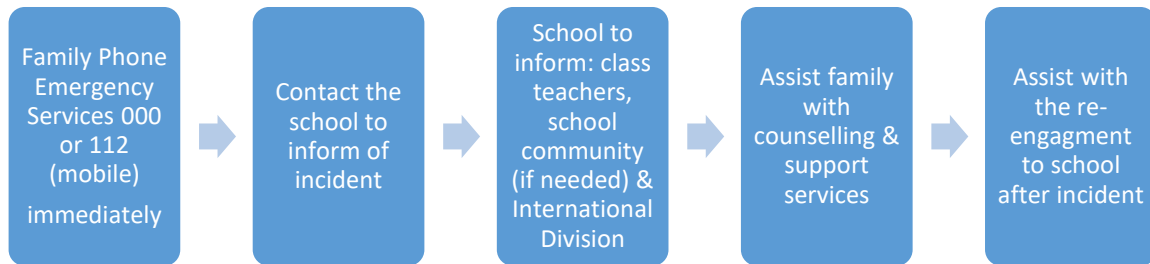 Family Phone
Emergency
Services 000
or 112
(mobile)
immediately
Contact the
school to
inform of
incident
School to
inform: class
teachers,
school
community
(if needed) &
International
Division
Assist family
with
counselling &
support
services
Assist with
the re-
engagment
to school
after incident